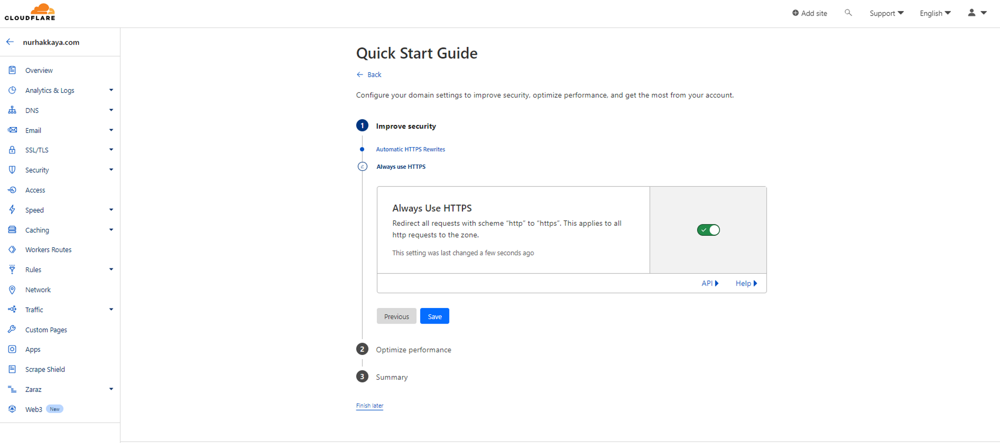 CLOUDFLARE
Add site
Support
English
nurhakkaya.com
Overview
Analytics & Logs
DNS
Email
SSL/TLS
Security
Access
Speed
Caching
Workers Routes
Rules
Network
Traffic
Custom Pages
Apps
Scrape Shield
Zaraz
Web3 New
Quick Start Guide
Back
Configure your domain settings to improve security, optimize performance, and get the most from your account.
1 Improve security
Automatic HTTPS Rewrites
Always use HTTPS
Always Use HTTPS
Redirect all requests with scheme “http” to “https”. This applies to all
http requests to the zone.
This setting was last changed a few seconds ago
API Help
Previous Save
2 Optimize performance
3 Summary
Finish later